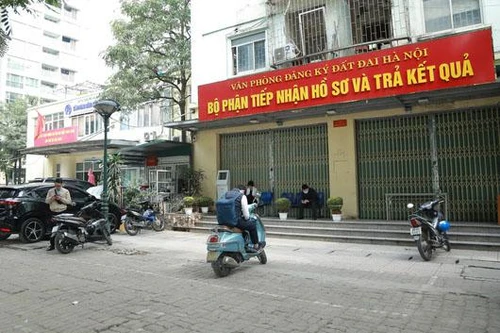 VĂN PHÒNG ĐĂNG KÝ ĐẤT ĐAI HÀ NỘI
BỘ PHẬN TIẾP NHẬN HỒ SƠ VÀ TRẢ KẾT QUẢ